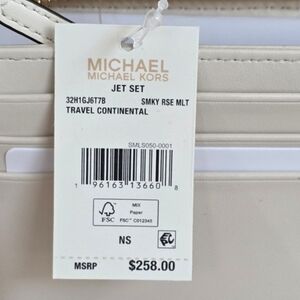 MICHAEL
MICHAEL KORS
JET SET
32H1GJ6T7B SMKY RSE MLT
TRAVEL CONTINENTAL
SMLS050-0001
1 96163 13660 8
FSC
MIX
Paper
FSC™ C012345
NS
MSRP $258.00